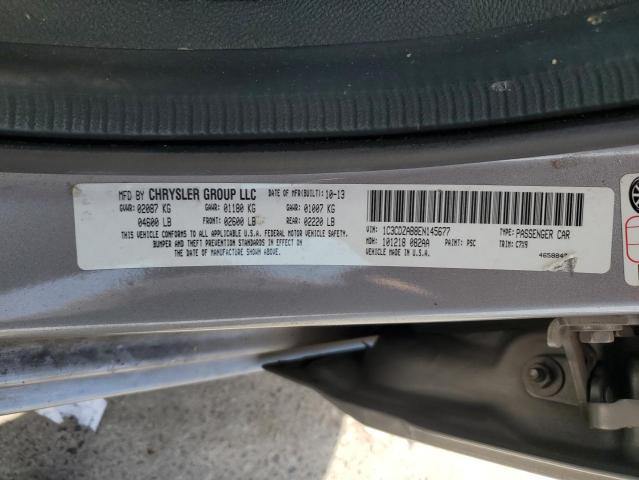 MFD BY CHRYSLER GROUP LLC DATE OF MFR(BUILT): 10-13
GVWR: 02087 KG GAWR: 01180 KG GAWR: 01007 KG
04600 LB FRONT: 02600 LB REAR: 02220 LB
THIS VEHICLE CONFORMS TO ALL APPLICABLE U.S.A. FEDERAL MOTOR VEHICLE SAFETY,
BUMPER AND THEFT PREVENTION STANDARDS IN EFFECT ON
THE DATE OF MANUFACTURE SHOWN ABOVE.
VIN: 1C3CDZAB8EN145677 TYPE: PASSENGER CAR
MDH: 101218 082AA PAINT: PSC TRIM: C7X9
VEHICLE MADE IN U.S.A.